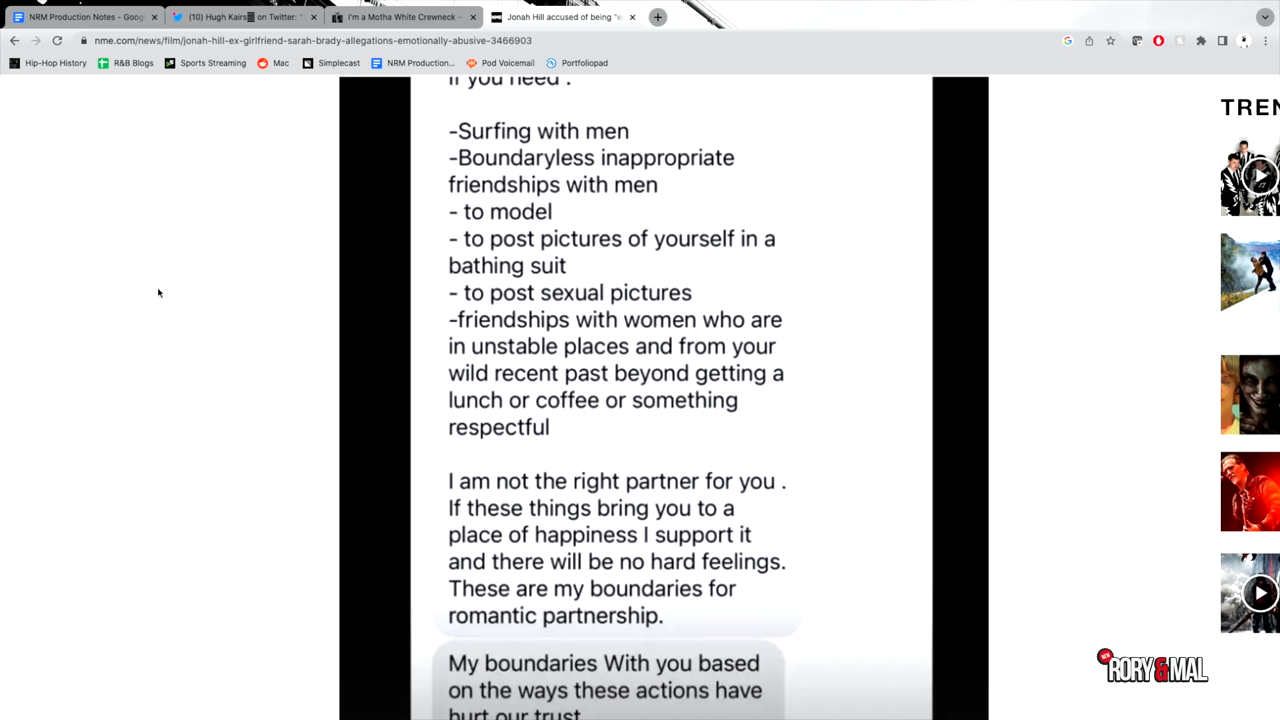 NRM Production Notes - Goog
(10) Hugh Kairs on Twitter: "
I'm a Motha White Crewneck -
Jonah Hill accused of being "e
nme.com/news/film/jonah-hill-ex-girlfriend-sarah-brady-allegations-emotionally-abusive-3466903
Hip-Hop History
R&B Blogs
Sports Streaming
Mac
Simplecast
NRM Production...
Pod Voicemail
Portfoliopad
If you need :
-Surfing with men
-Boundaryless inappropriate
friendships with men
- to model
- to post pictures of yourself in a
bathing suit
- to post sexual pictures
-friendships with women who are
in unstable places and from your
wild recent past beyond getting a
lunch or coffee or something
respectful
I am not the right partner for you .
If these things bring you to a
place of happiness I support it
and there will be no hard feelings.
These are my boundaries for
romantic partnership.
My boundaries With you based
on the ways these actions have
hurt our trust
TREN
NEW
RORY & MAL